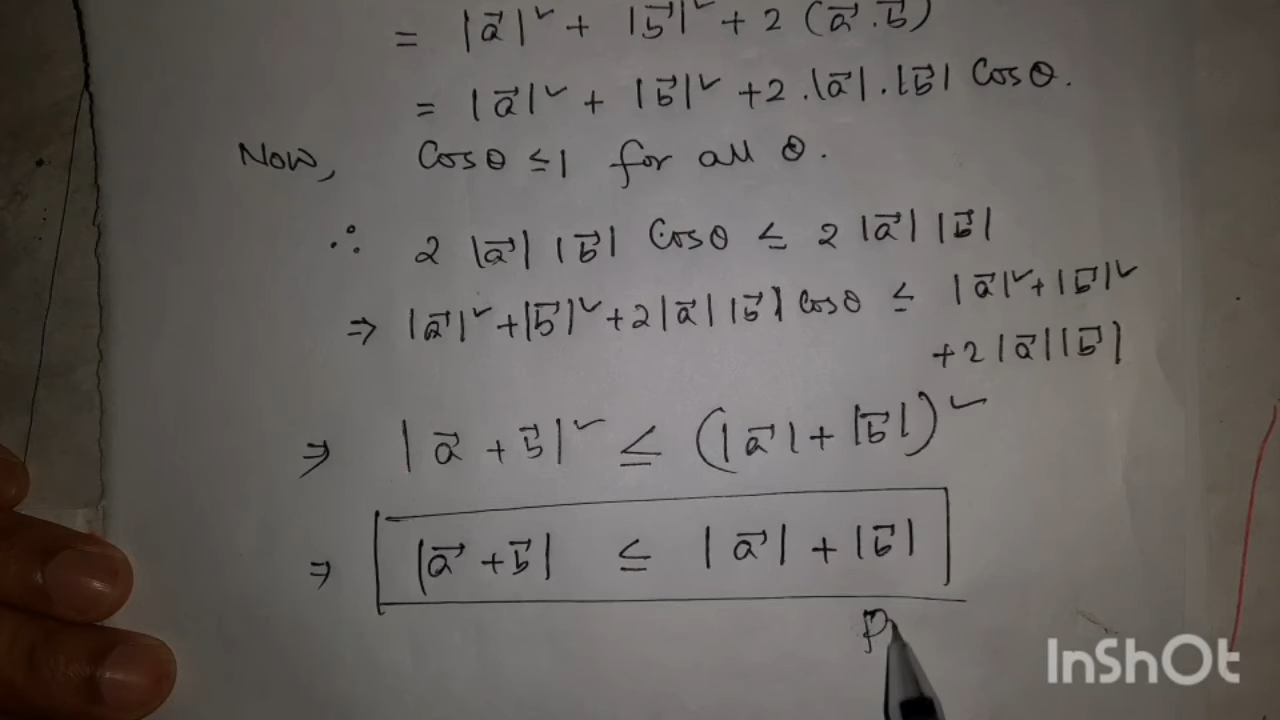 = |a⃗|² + |b⃗|² + 2 (a⃗.b⃗)
= |a⃗|² + |b⃗|² +2.|a⃗|.|b⃗| Cosθ.
Now, Cosθ ≤1 for all θ.
∴ 2 |a⃗| |b⃗| Cosθ ≤ 2 |a⃗| |b⃗|
⇒ |a⃗|² +|b⃗|² +2|a⃗| |b⃗| cosθ ≤ |a⃗|²+|b⃗|²
+2|a⃗||b⃗|
⇒ |a⃗ +b⃗|² ≤ (|a⃗|+|b⃗|)²
⇒ |a⃗ +b⃗| ≤ |a⃗| + |b⃗|
P
InShOt